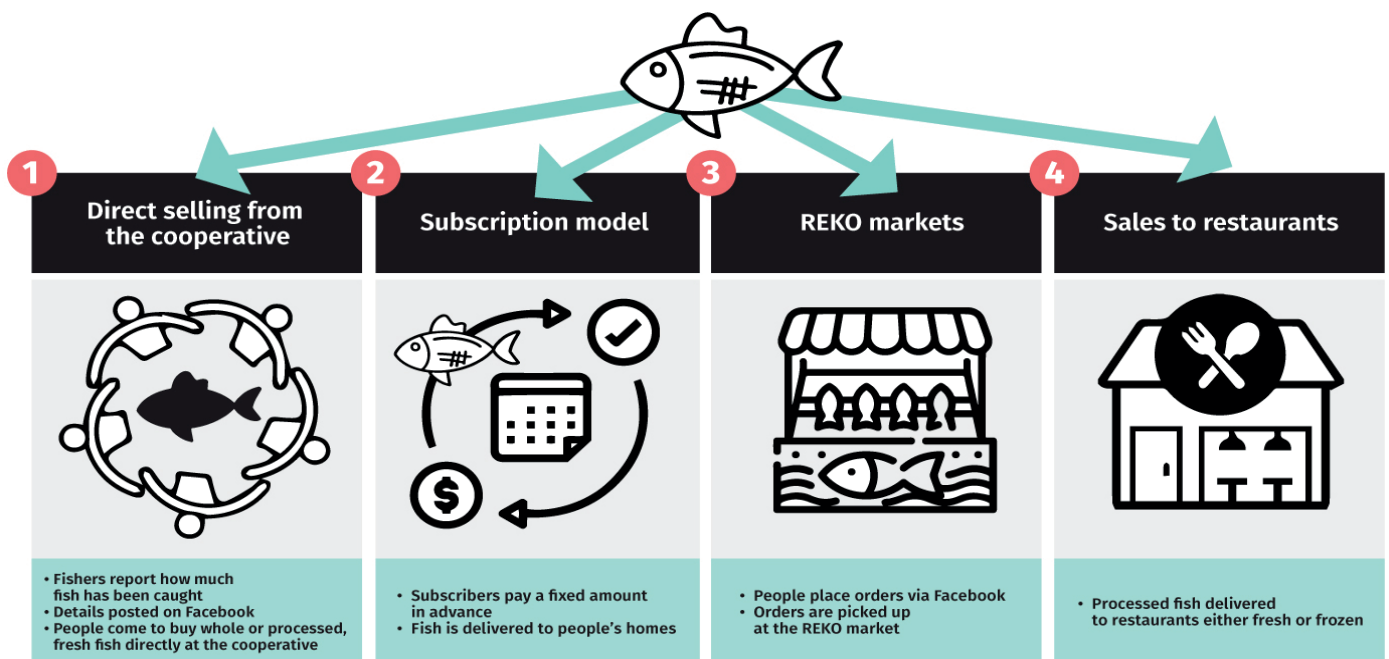 1
Direct selling from
the cooperative
• Fishers report how much
fish has been caught
• Details posted on Facebook
• People come to buy whole or processed,
fresh fish directly at the cooperative
2
Subscription model
$
• Subscribers pay a fixed amount
in advance
• Fish is delivered to people's homes
3
REKO markets
• People place orders via Facebook
• Orders are picked up
at the REKO market
4
Sales to restaurants
• Processed fish delivered
to restaurants either fresh or frozen